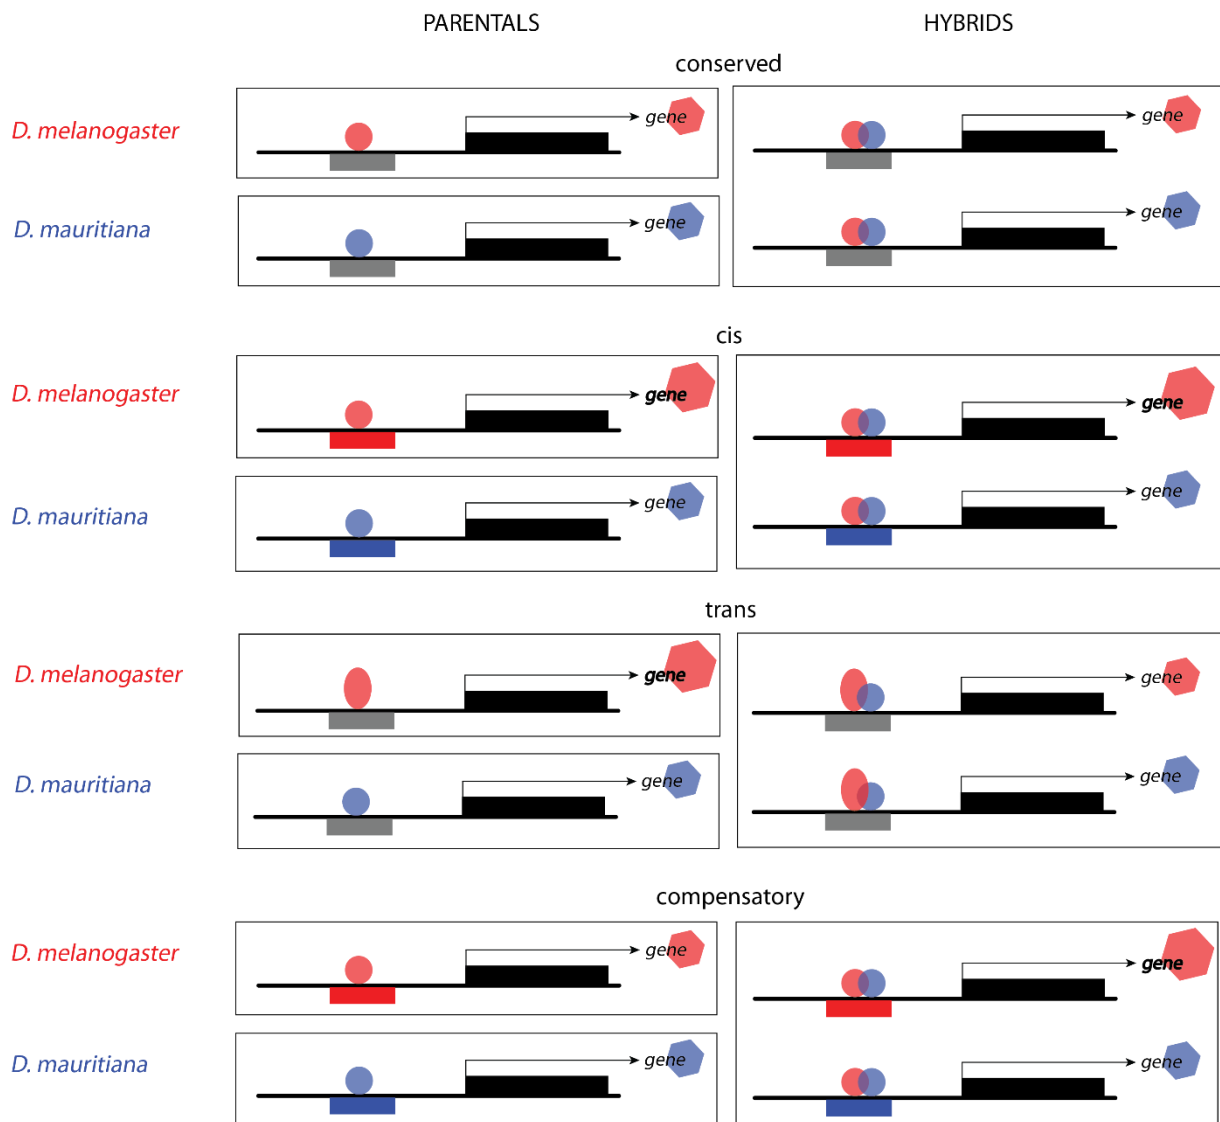 PARENTALS HYBRIDS
conserved
D. melanogaster gene gene
D. mauritiana gene gene
cis
D. melanogaster gene gene
D. mauritiana gene gene
trans
D. melanogaster gene gene
D. mauritiana gene gene
compensatory
D. melanogaster gene gene
D. mauritiana gene gene